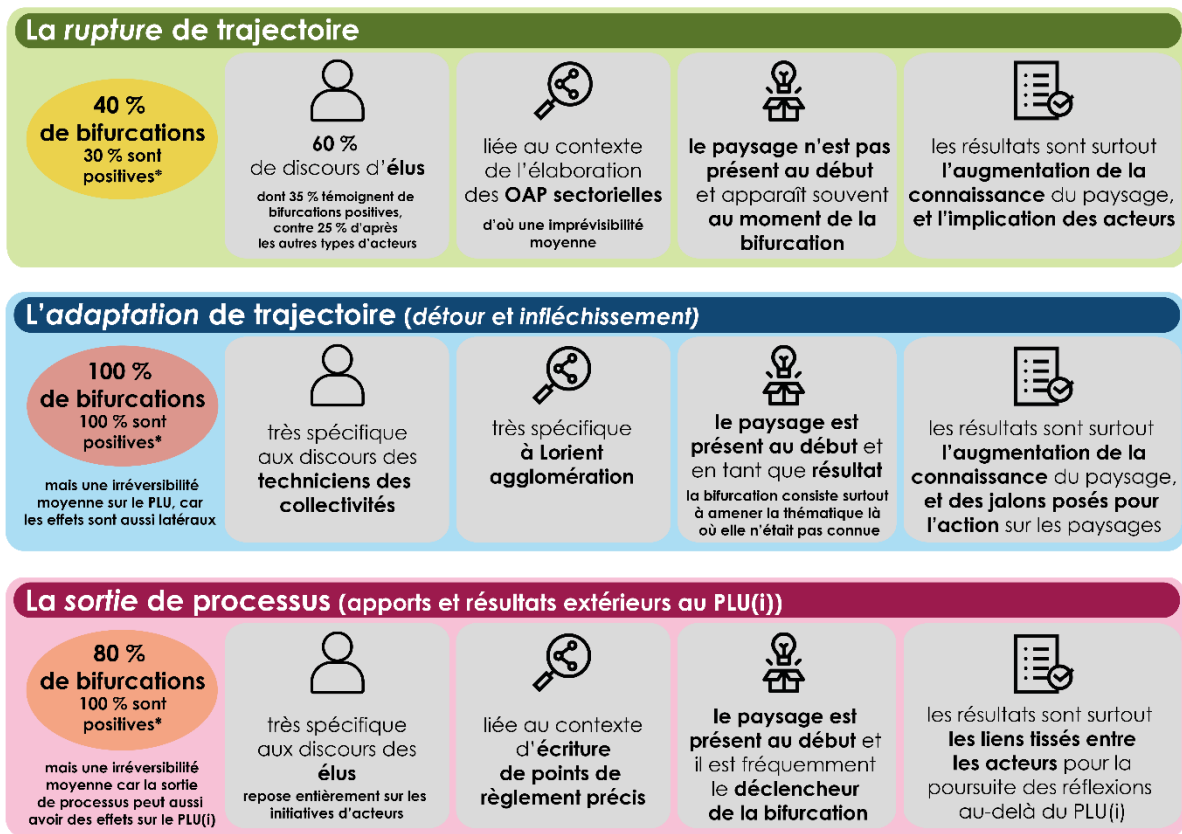 La rupture de trajectoire
40 %
de bifurcations
30 % sont
positives*
60 %
de discours d'élus
dont 35 % témoignent de
bifurcations positives,
contre 25 % d'après
les autres types d'acteurs
liée au contexte
de l'élaboration
des OAP sectorielles
d'où une imprévisibilité
moyenne
le paysage n'est pas
présent au début
et apparaît souvent
au moment de la
bifurcation
les résultats sont surtout
l'augmentation de la
connaissance du paysage,
et l'implication des acteurs
L'adaptation de trajectoire (détour et infléchissement)
100 %
de bifurcations
100 % sont
positives*
mais une irréversibilité
moyenne sur le PLU, car
les effets sont aussi latéraux
très spécifique
aux discours des
techniciens des
collectivités
très spécifique
à Lorient
agglomération
le paysage est
présent au début et
en tant que résultat
la bifurcation consiste surtout
à amener la thématique là
où elle n'était pas connue
les résultats sont surtout
l'augmentation de la
connaissance du paysage,
et des jalons posés pour
l'action sur les paysages
La sortie de processus (apports et résultats extérieurs au PLU(i))
80 %
de bifurcations
100 % sont
positives*
mais une irréversibilité
moyenne car la sortie
de processus peut aussi
avoir des effets sur le PLU(i)
très spécifique
aux discours des
élus
repose entièrement sur les
initiatives d'acteurs
liée au contexte
d'écriture
de points de
règlement précis
le paysage est
présent au début et
il est fréquemment
le déclencheur
de la bifurcation
les résultats sont surtout
les liens tissés entre
les acteurs pour la
poursuite des réflexions
au-delà du PLU(i)